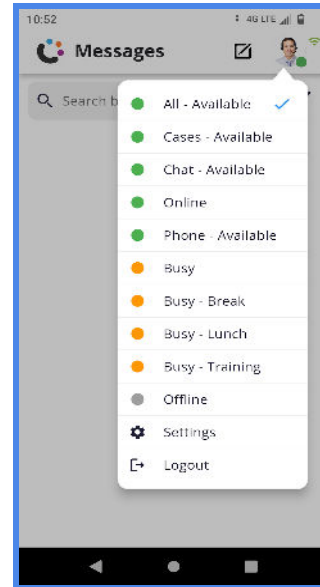 10:52
4G LTE
Messages
Search b
All - Available
Cases - Available
Chat - Available
Online
Phone - Available
Busy
Busy - Break
Busy - Lunch
Busy - Training
Offline
Settings
Logout